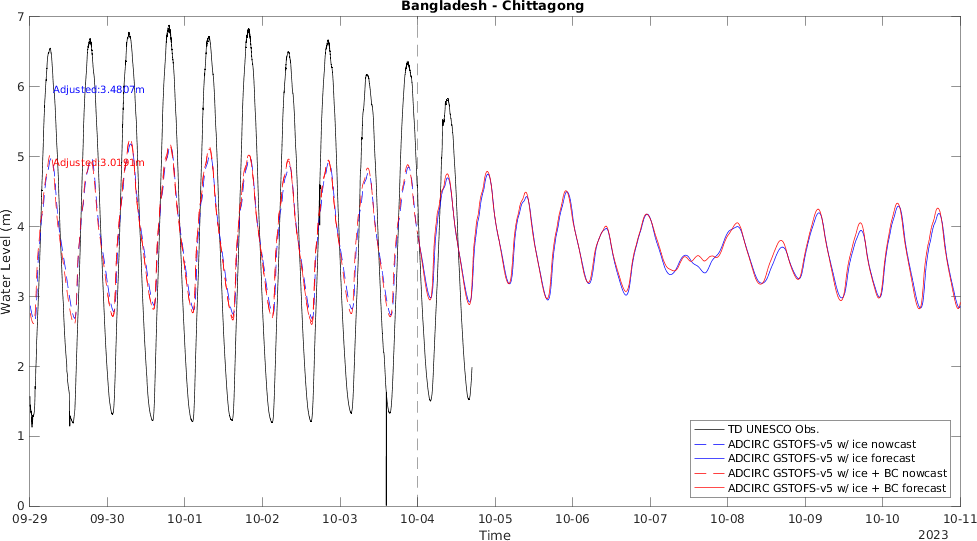 Bangladesh - Chittagong
7
6
5
4
3
2
1
0
Water Level (m)
Adjusted:3.4807m
Adjusted:3.0191m
TD UNESCO Obs.
ADCIRC GSTOFS-v5 w/ ice nowcast
ADCIRC GSTOFS-v5 w/ ice forecast
ADCIRC GSTOFS-v5 w/ ice + BC nowcast
ADCIRC GSTOFS-v5 w/ ice + BC forecast
09-29 09-30 10-01 10-02 10-03 10-04 10-05 10-06 10-07 10-08 10-09 10-10 10-11
Time
2023